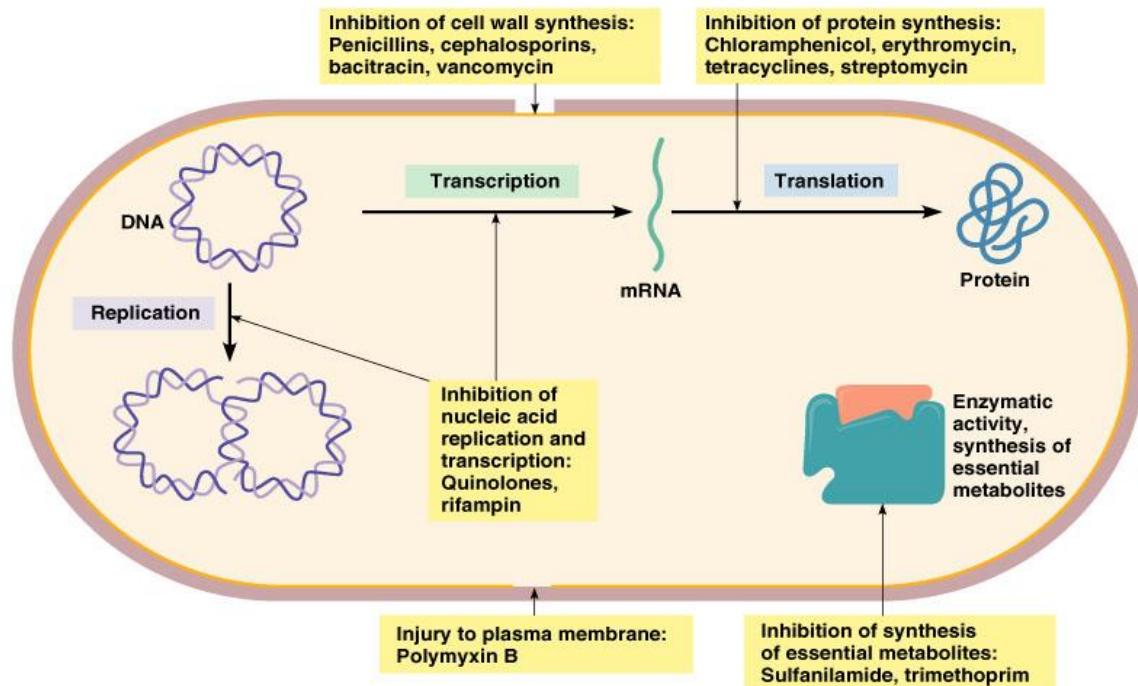 Inhibition of cell wall synthesis:
Penicillins, cephalosporins,
bacitracin, vancomycin
Inhibition of protein synthesis:
Chloramphenicol, erythromycin,
tetracyclines, streptomycin
Transcription
Translation
DNA
mRNA
Protein
Replication
Inhibition of
nucleic acid
replication and
transcription:
Quinolones,
rifampin
Enzymatic
activity,
synthesis of
essential
metabolites
Injury to plasma membrane:
Polymyxin B
Inhibition of synthesis
of essential metabolites:
Sulfanilamide, trimethoprim